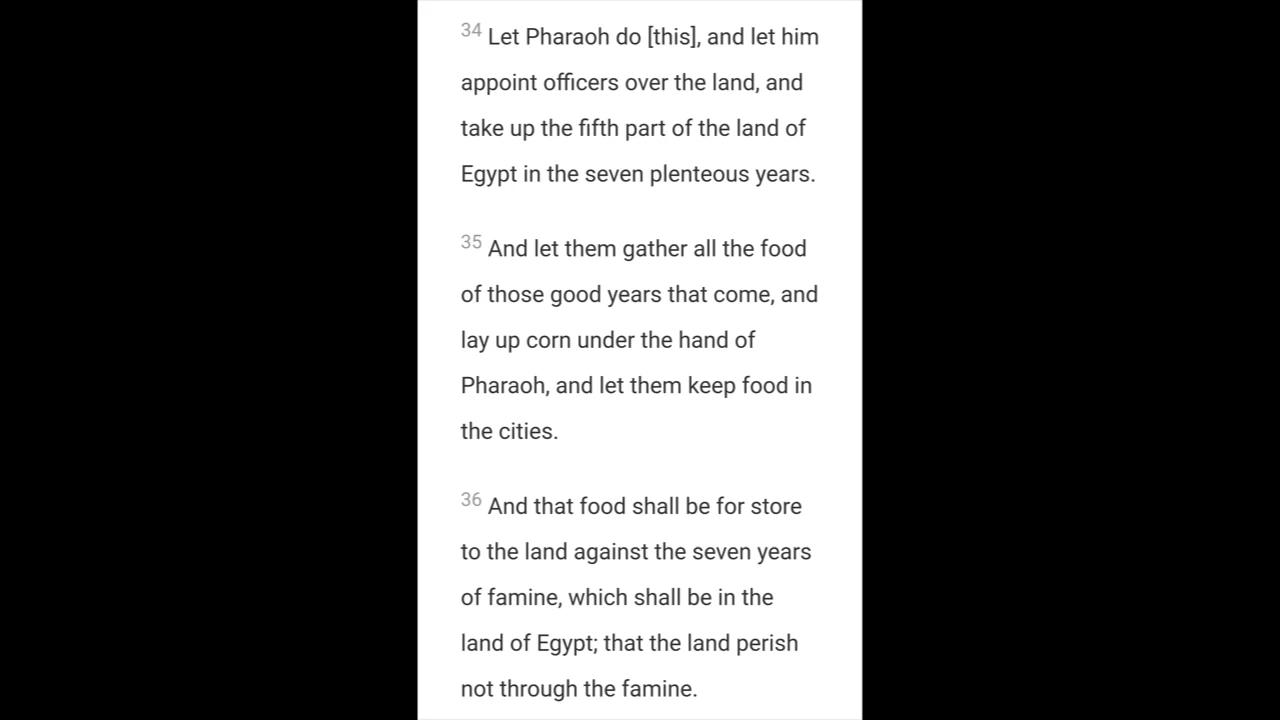 34 Let Pharaoh do [this], and let him
appoint officers over the land, and
take up the fifth part of the land of
Egypt in the seven plenteous years.
35 And let them gather all the food
of those good years that come, and
lay up corn under the hand of
Pharaoh, and let them keep food in
the cities.
36 And that food shall be for store
to the land against the seven years
of famine, which shall be in the
land of Egypt; that the land perish
not through the famine.